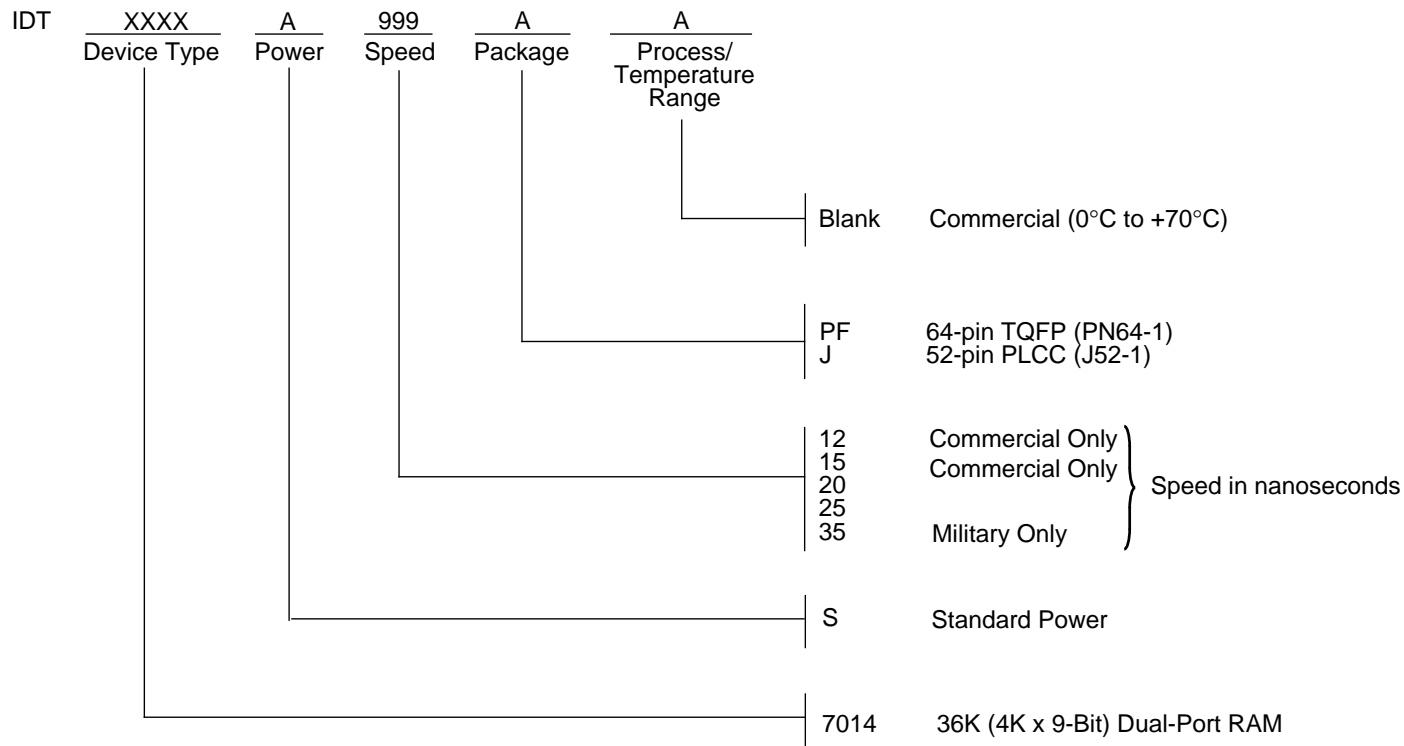 IDT XXXX A 999 A A
Device Type Power Speed Package Process/
Temperature
Range
Blank Commercial (0°C to +70°C)
PF 64-pin TQFP (PN64-1)
J 52-pin PLCC (J52-1)
12 Commercial Only
15 Commercial Only
20
25
35 Military Only
Speed in nanoseconds
S Standard Power
7014 36K (4K x 9-Bit) Dual-Port RAM